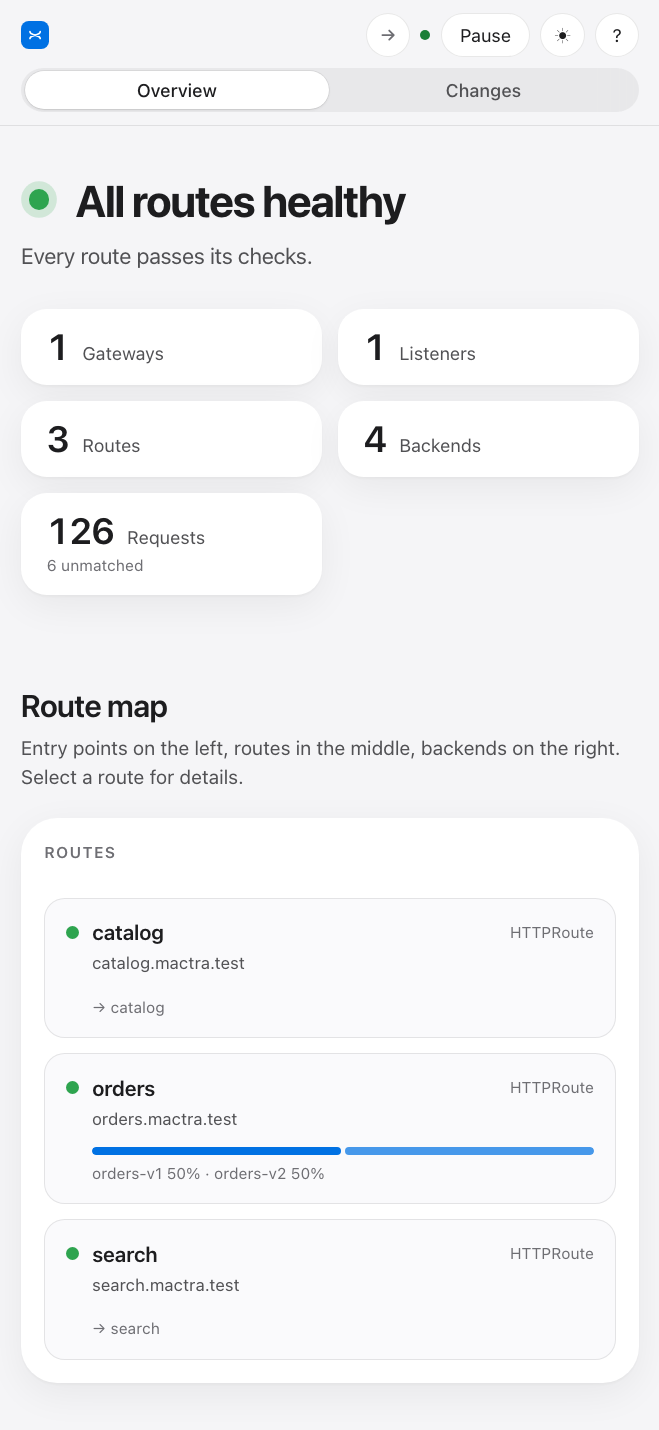 → Pause ☀ ?
Overview Changes
All routes healthy
Every route passes its checks.
1 Gateways
1 Listeners
3 Routes
4 Backends
126 Requests
6 unmatched
Route map
Entry points on the left, routes in the middle, backends on the right.
Select a route for details.
ROUTES
catalog HTTPRoute
catalog.mactra.test
→ catalog
orders HTTPRoute
orders.mactra.test
orders-v1 50% · orders-v2 50%
search HTTPRoute
search.mactra.test
→ search